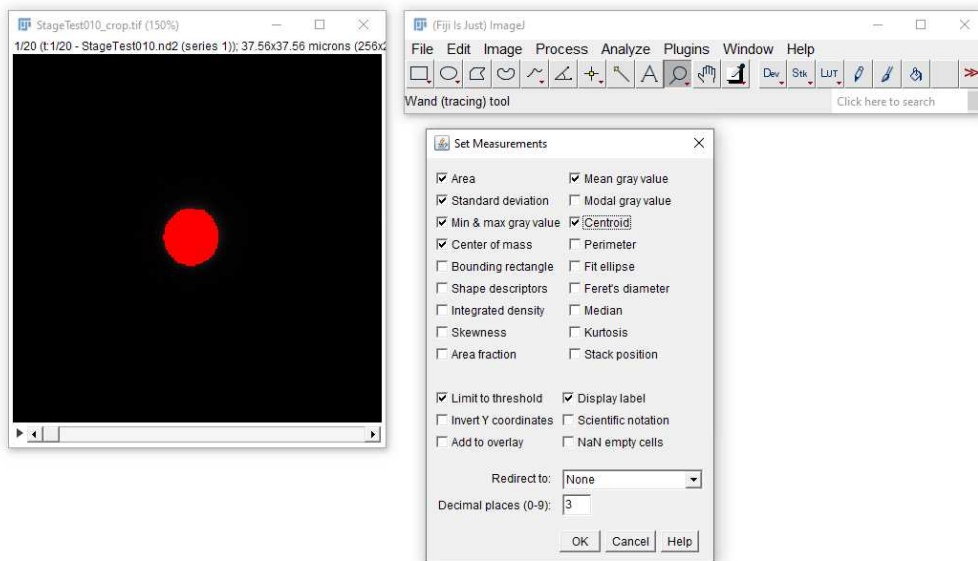 StageTest010_crop.tif (150%)
1/20 (t:1/20 - StageTest010.nd2 (series 1)); 37.56x37.56 microns (256x2
(Fiji Is Just) ImageJ
File Edit Image Process Analyze Plugins Window Help
Dev Stk LUT
Wand (tracing) tool
Click here to search
Set Measurements
Area
Mean gray value
Standard deviation
Modal gray value
Min & max gray value
Centroid
Center of mass
Perimeter
Bounding rectangle
Fit ellipse
Shape descriptors
Feret's diameter
Integrated density
Median
Skewness
Kurtosis
Area fraction
Stack position
Limit to threshold
Display label
Invert Y coordinates
Scientific notation
Add to overlay
NaN empty cells
Redirect to: None
Decimal places (0-9): 3
OK Cancel Help